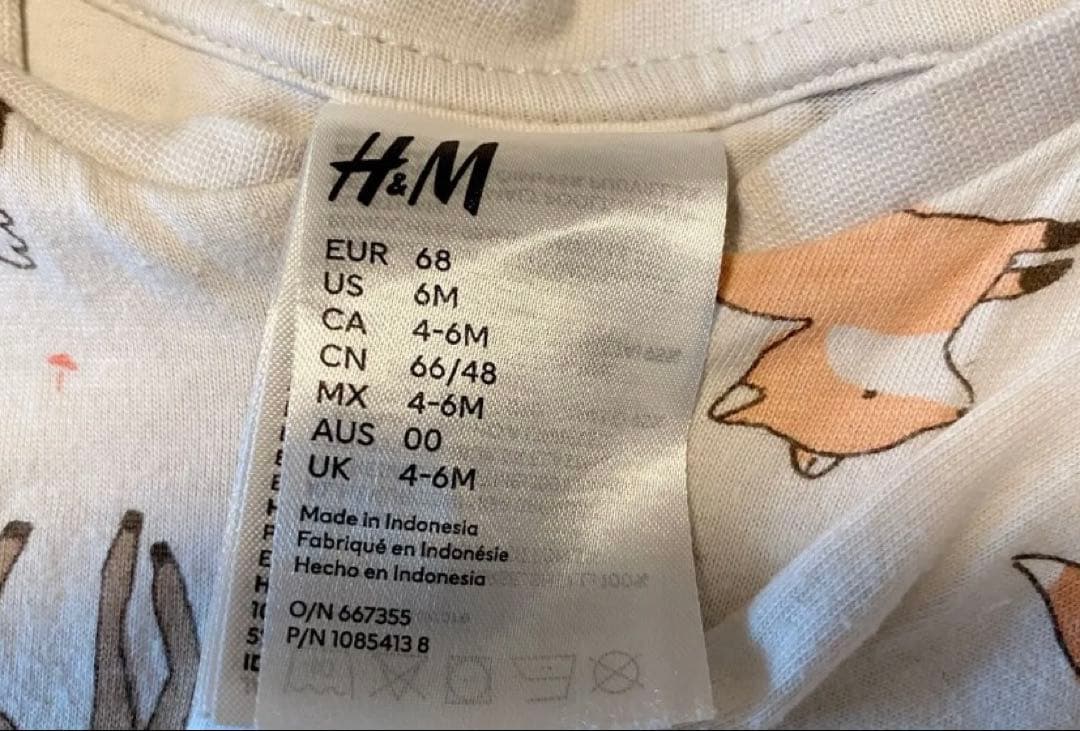 H&M
EUR 68
US 6M
CA 4-6M
CN 66/48
MX 4-6M
AUS 00
UK 4-6M
Made in Indonesia
Fabriqué en Indonésie
Hecho en Indonesia
O/N 667355
P/N 1085413 8